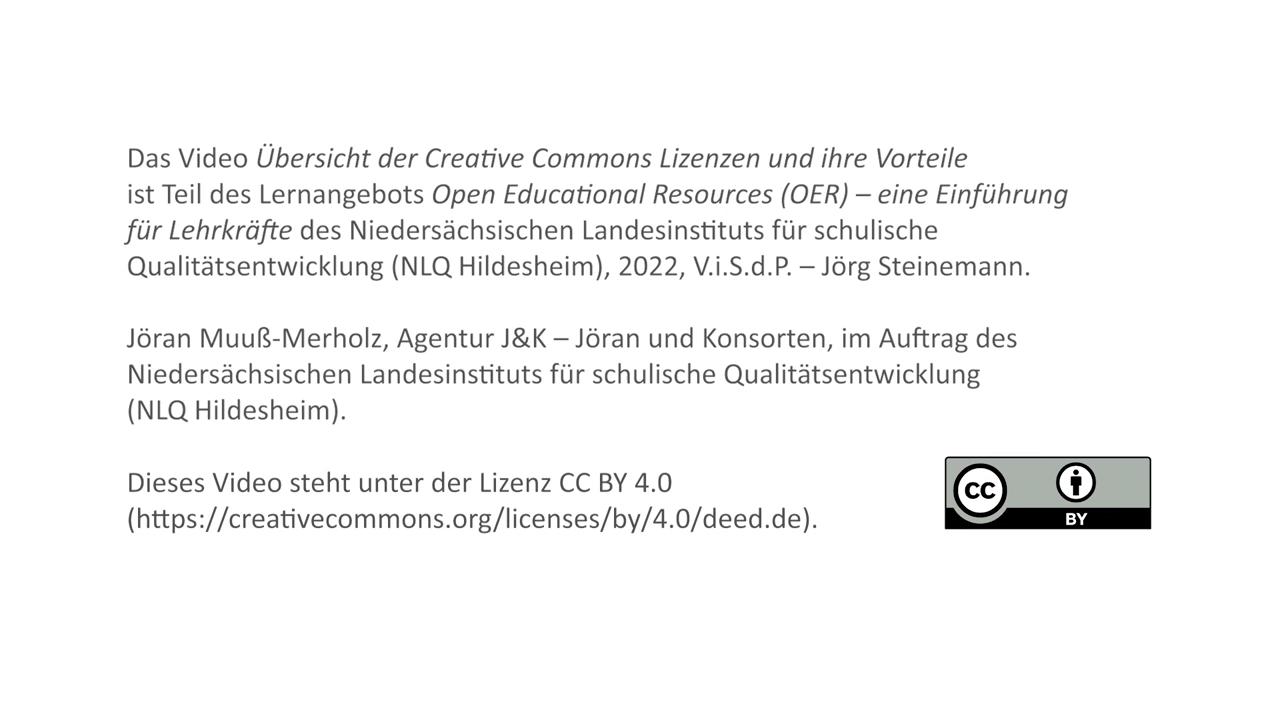 Das Video Übersicht der Creative Commons Lizenzen und ihre Vorteile
ist Teil des Lernangebots Open Educational Resources (OER) – eine Einführung
für Lehrkräfte des Niedersächsischen Landesinstituts für schulische
Qualitätsentwicklung (NLQ Hildesheim), 2022, V.i.S.d.P. – Jörg Steinemann.
Jöran Muuß-Merholz, Agentur J&K – Jöran und Konsorten, im Auftrag des
Niedersächsischen Landesinstituts für schulische Qualitätsentwicklung
(NLQ Hildesheim).
Dieses Video steht unter der Lizenz CC BY 4.0
(https://creativecommons.org/licenses/by/4.0/deed.de).
CC
BY